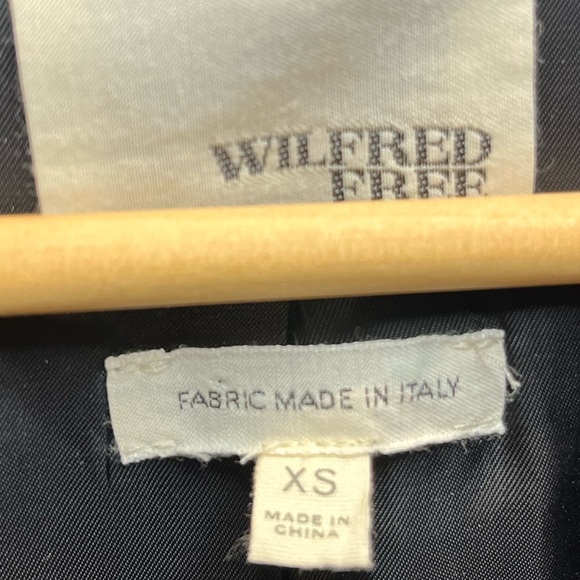 WILFRED
FREE
FABRIC MADE IN ITALY
XS
MADE IN
CHINA